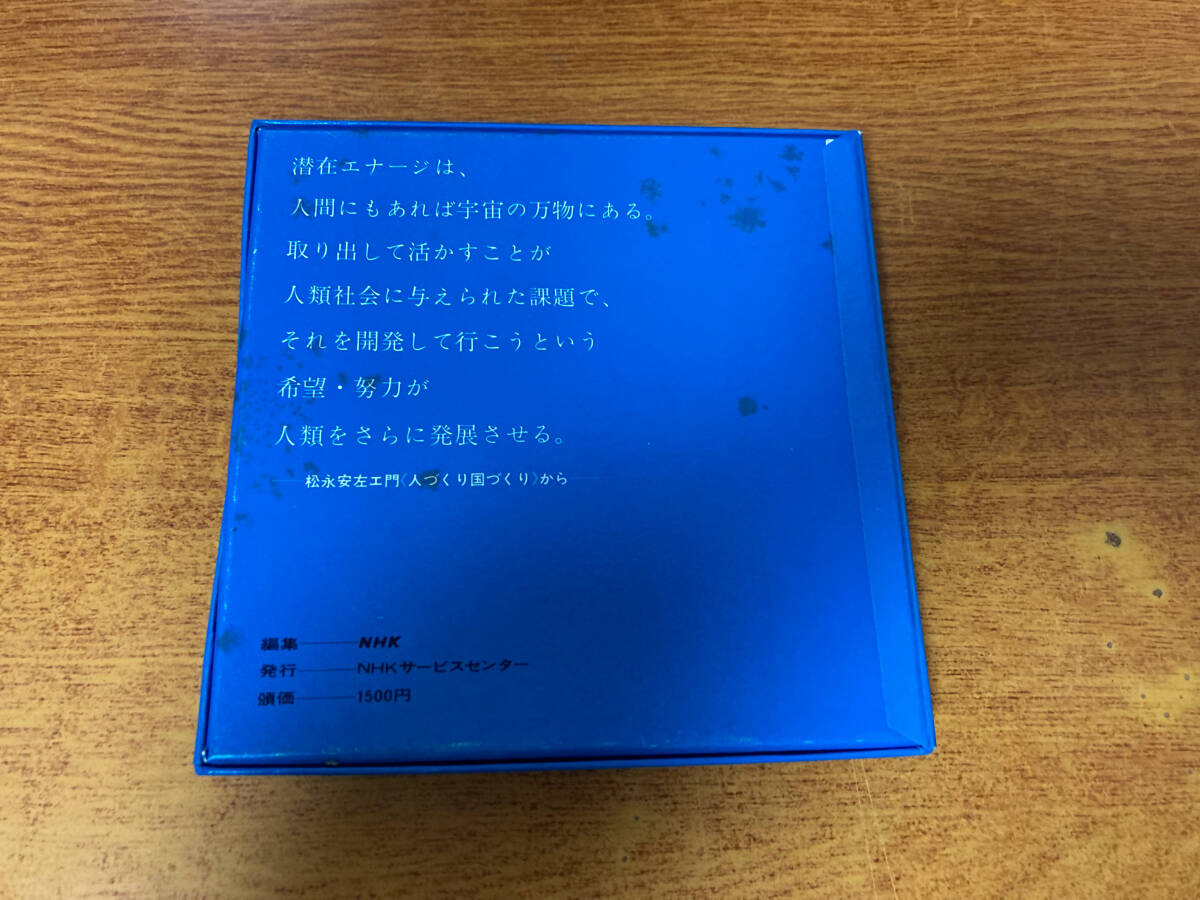 潜在エナージは、
人間にもあれば宇宙の万物にある。
取り出して活かすことが
人類社会に与えられた課題で、
それを開発して行こうという
希望・努力が
人類をさらに発展させる。
——松永安左エ門《人づくり国づくり》から——
編集———NHK
発行———NHKサービスセンター
頒価———1500円